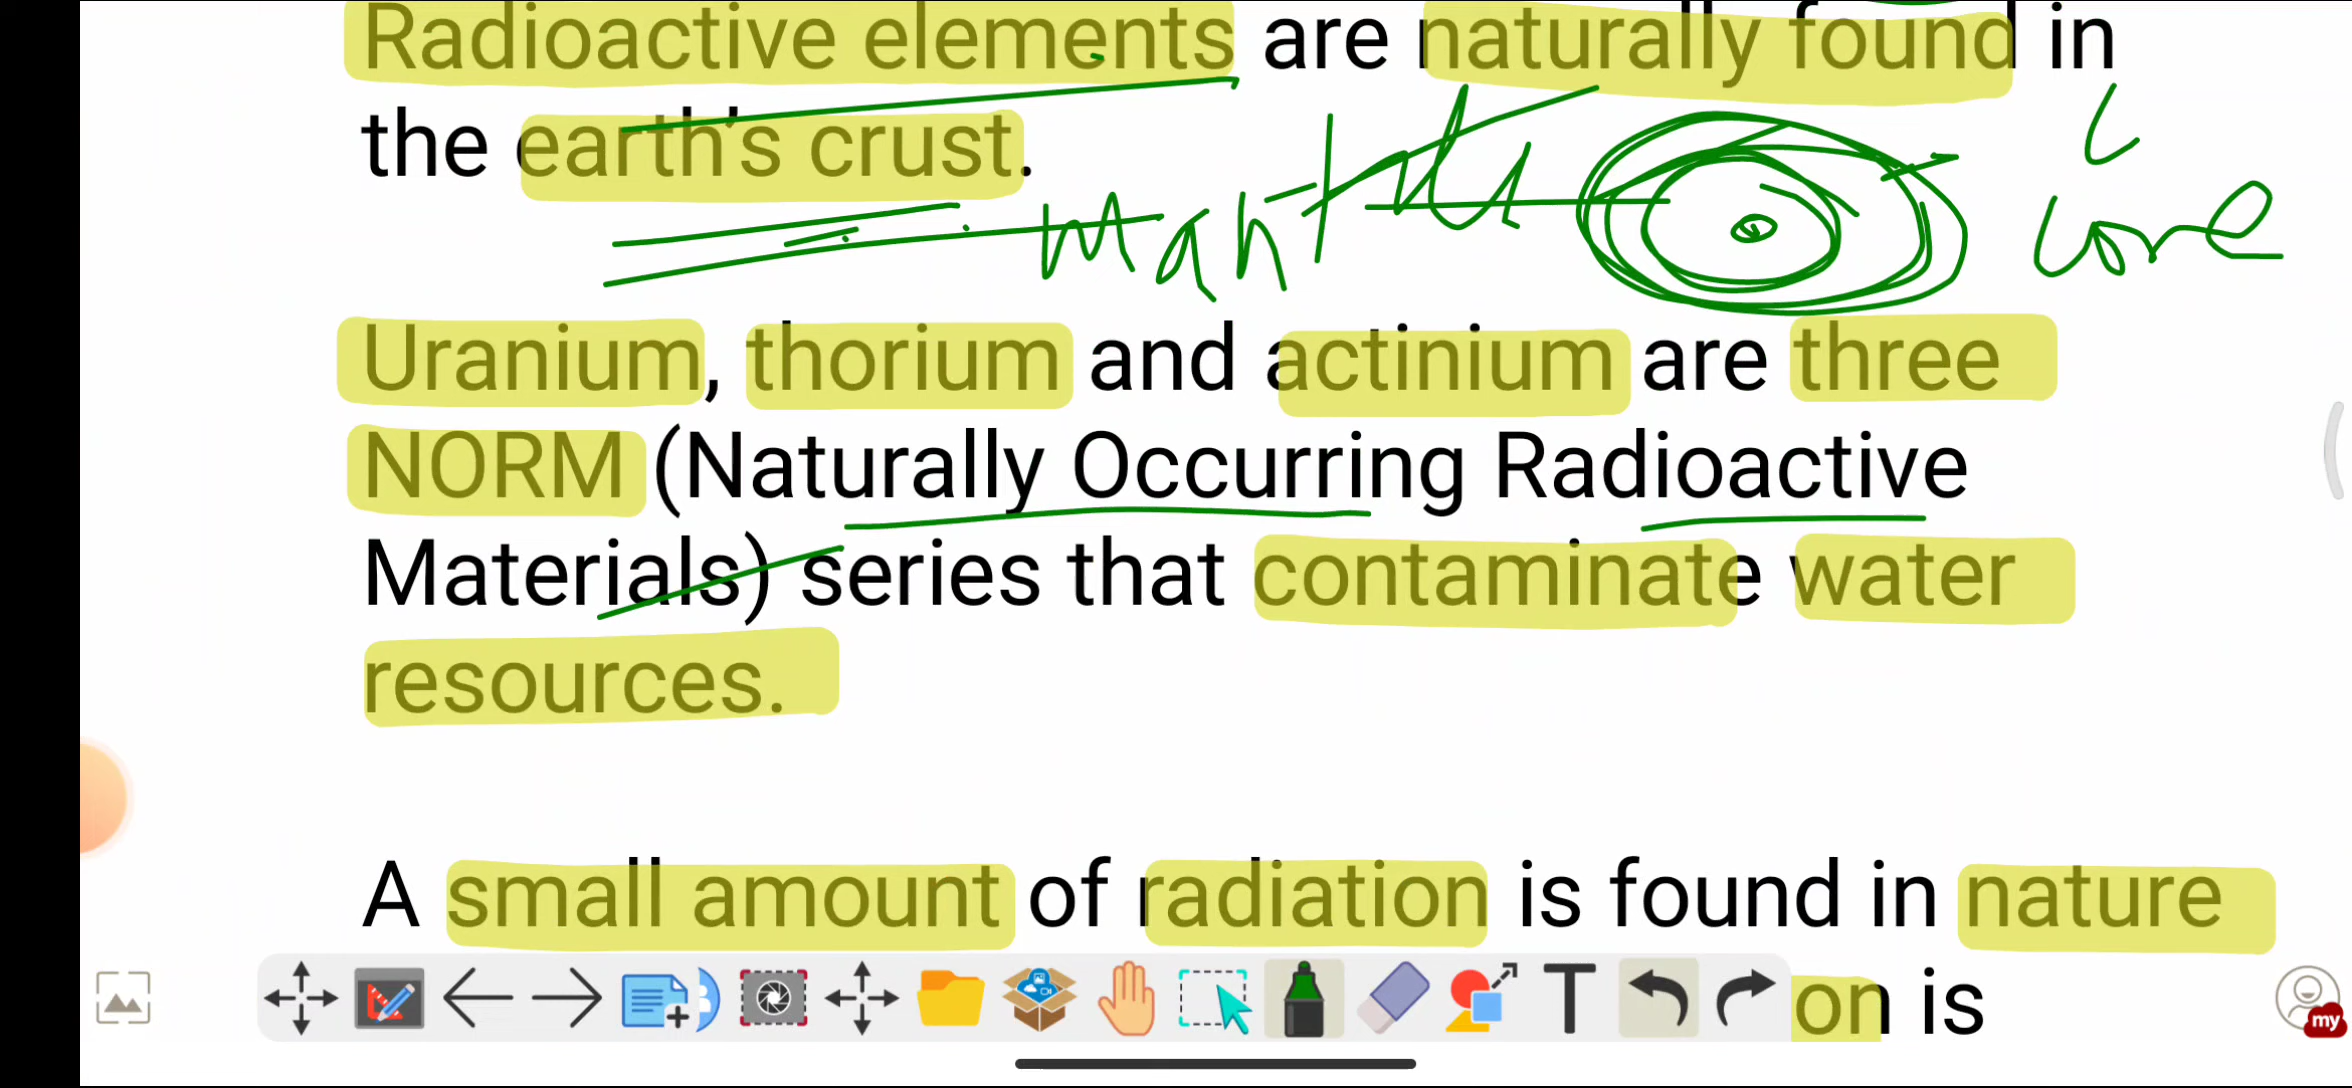 Radioactive elements are naturally found in
the earth's crust.
Mantle
core
Uranium, thorium and actinium are three
NORM (Naturally Occurring Radioactive
Materials) series that contaminate water
resources.
A small amount of radiation is found in nature
on is
T
my